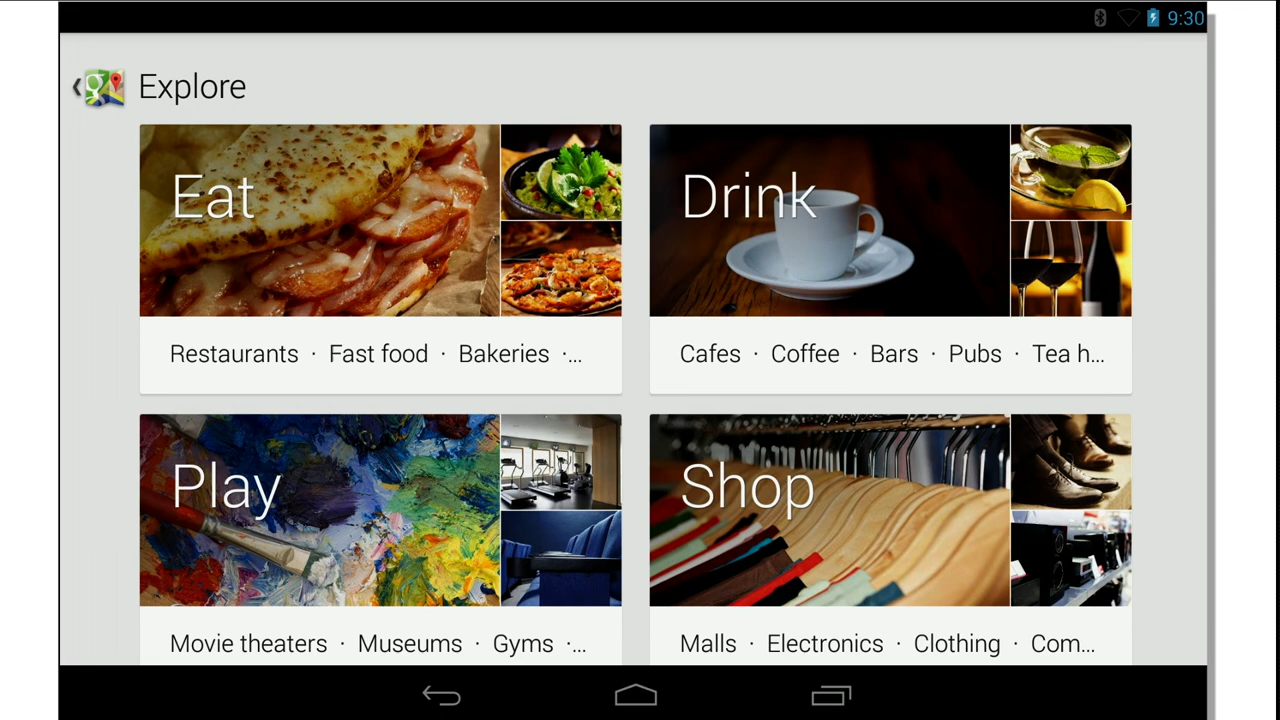 9:30
Explore
Eat
Drink
Restaurants · Fast food · Bakeries ·...
Cafes · Coffee · Bars · Pubs · Tea h...
Play
Shop
Movie theaters · Museums · Gyms ·...
Malls · Electronics · Clothing · Com...